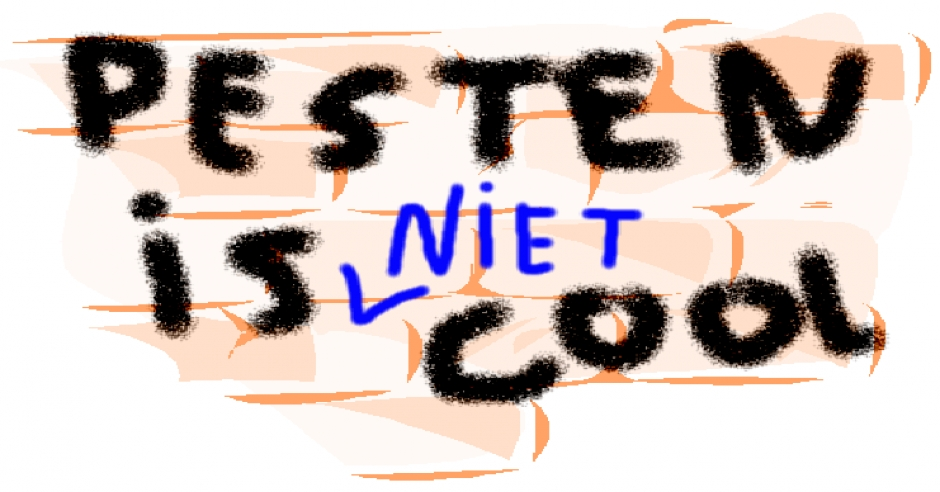 PESTEN
is NiET COOL